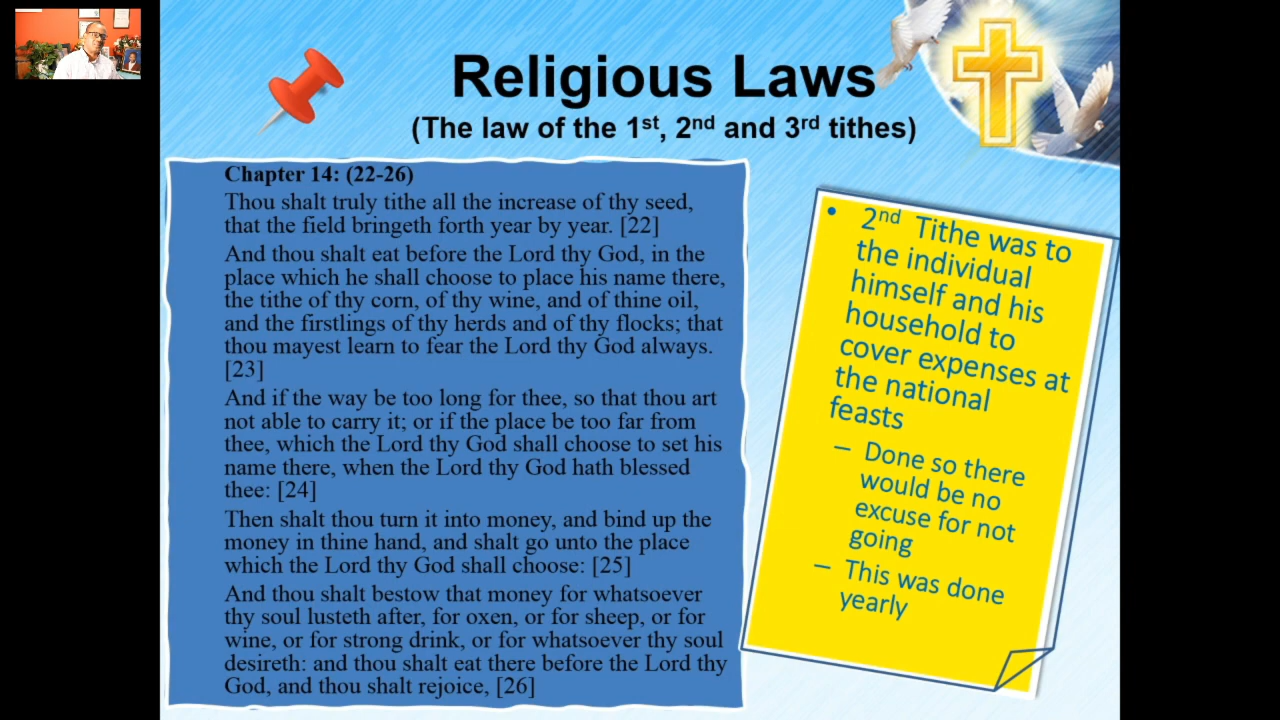 Religious Laws
(The law of the 1st, 2nd and 3rd tithes)
Chapter 14: (22-26)
Thou shalt truly tithe all the increase of thy seed,
that the field bringeth forth year by year. [22]
And thou shalt eat before the Lord thy God, in the
place which he shall choose to place his name there,
the tithe of thy corn, of thy wine, and of thine oil,
and the firstlings of thy herds and of thy flocks; that
thou mayest learn to fear the Lord thy God always.
[23]
And if the way be too long for thee, so that thou art
not able to carry it; or if the place be too far from
thee, which the Lord thy God shall choose to set his
name there, when the Lord thy God hath blessed
thee: [24]
Then shalt thou turn it into money, and bind up the
money in thine hand, and shalt go unto the place
which the Lord thy God shall choose: [25]
And thou shalt bestow that money for whatsoever
thy soul lusteth after, for oxen, or for sheep, or for
wine, or for strong drink, or for whatsoever thy soul
desireth: and thou shalt eat there before the Lord thy
God, and thou shalt rejoice, [26]
• 2nd Tithe was to
the individual
himself and his
household to
cover expenses at
the national
feasts
– Done so there
would be no
excuse for not
going
– This was done
yearly